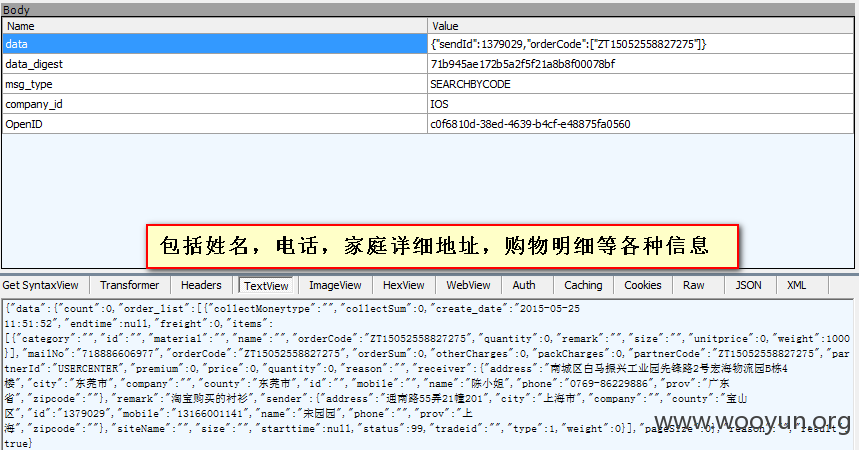 Body
Name Value
data {"sendId":1379029,"orderCode":["ZT15052558827275"]}
data_digest 71b945ae172b5a2f5f21a8b8f00078bf
msg_type SEARCHBYCODE
company_id IOS
OpenID c0f6810d-38ed-4639-b4cf-e48875fa0560
包括姓名，电话，家庭详细地址，购物明细等各种信息
Get SyntaxView Transformer Headers TextView ImageView HexView WebView Auth Caching Cookies Raw JSON XML
{"data":{"count":0,"order_list":[{"collectMoneytype":"","collectSum":0,"create_date":"2015-05-25
11:51:52","endtime":null,"freight":0,"items":
[{"category":"","id":"","material":"","name":"","orderCode":"ZT15052558827275","quantity":0,"remark":"","size":"","unitprice":0,"weight":1000
}],"mailNo":"718886606977","orderCode":"ZT15052558827275","orderSum":0,"otherCharges":0,"packCharges":0,"partnerCode":"ZT15052558827275","par
tnerId":"USERCENTER","premium":0,"price":0,"quantity":0,"reason":"","receiver":{"address":"南城区白马振兴工业园先锋路2号宏海物流园B栋4
楼","city":"东莞市","company":"","county":"东莞市","id":"","mobile":"","name":"陈小姐","phone":"0769-86229886","prov":"广东
省","zipcode":""},"remark":"淘宝购买的衬衫","sender":{"address":"通南路55弄21幢201","city":"上海市","company":"","county":"宝山
区","id":"1379029","mobile":"13166001141","name":"宋园园","phone":"","prov":"上
海","zipcode":""},"siteName":"","size":"","starttime":null,"status":99,"tradeid":"","type":1,"weight":0}],"pageSize":0},"reason":"","result":
true}
www.wooyun.org